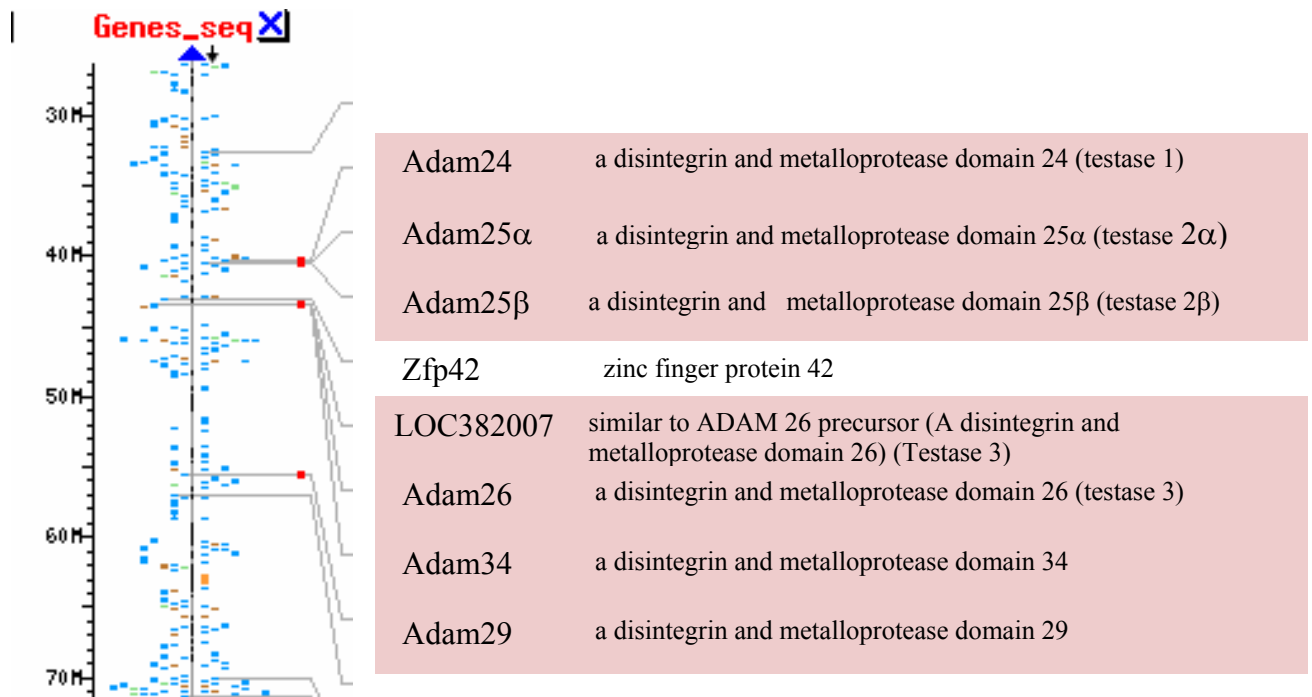 Genes_seq X
30M
40M
50M
60M
70M
Adam24 a disintegrin and metalloprotease domain 24 (testase 1)
Adam25α a disintegrin and metalloprotease domain 25α (testase 2α)
Adam25β a disintegrin and metalloprotease domain 25β (testase 2β)
Zfp42 zinc finger protein 42
LOC382007 similar to ADAM 26 precursor (A disintegrin and
metalloprotease domain 26) (Testase 3)
Adam26 a disintegrin and metalloprotease domain 26 (testase 3)
Adam34 a disintegrin and metalloprotease domain 34
Adam29 a disintegrin and metalloprotease domain 29